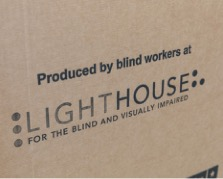 Produced by blind workers at
LIGHTHOUSE
FOR THE BLIND AND VISUALLY IMPAIRED